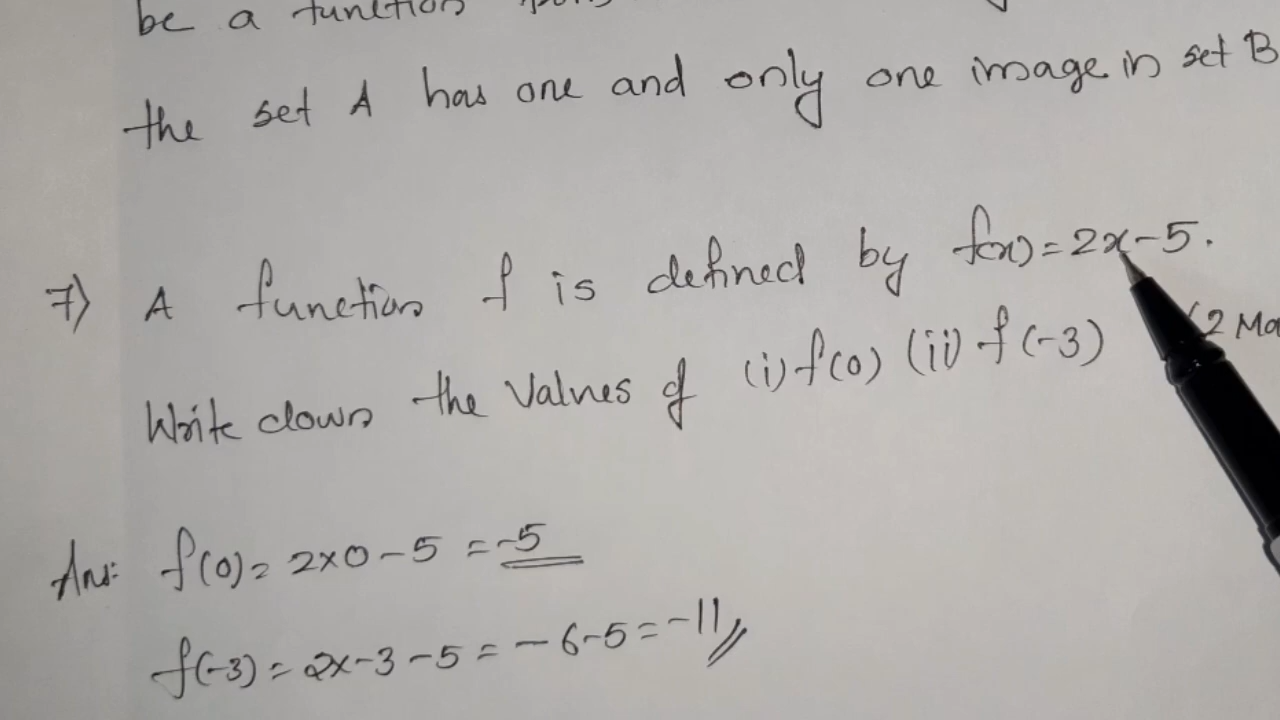 be a function
the set A has one and only one image in set B
7) A function f is defined by f(x) = 2x-5.
Write down the values of (i) f(0) (ii) f(-3) (2
Ans: f(0) = 2×0-5 = -5
f(-3) = 2×-3-5 = -6-5 = -11